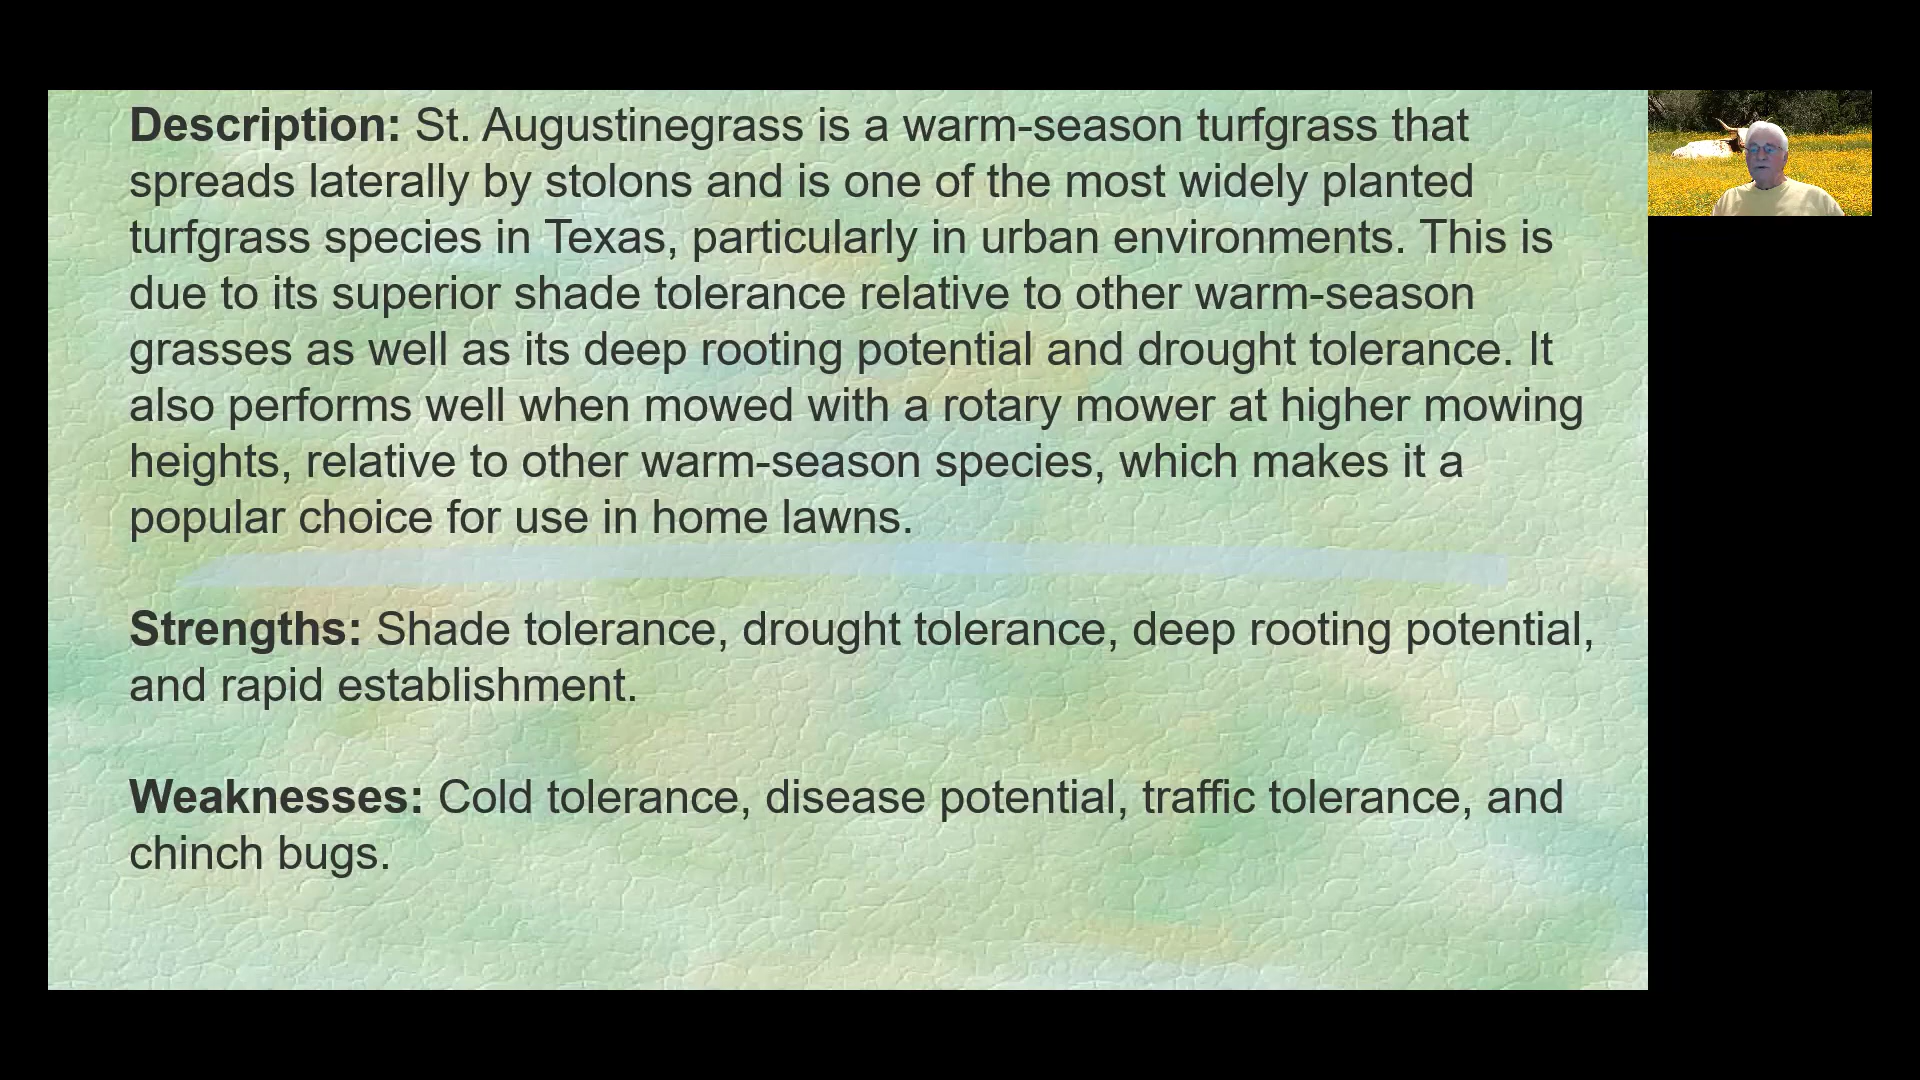 Description: St. Augustinegrass is a warm-season turfgrass that
spreads laterally by stolons and is one of the most widely planted
turfgrass species in Texas, particularly in urban environments. This is
due to its superior shade tolerance relative to other warm-season
grasses as well as its deep rooting potential and drought tolerance. It
also performs well when mowed with a rotary mower at higher mowing
heights, relative to other warm-season species, which makes it a
popular choice for use in home lawns.
Strengths: Shade tolerance, drought tolerance, deep rooting potential,
and rapid establishment.
Weaknesses: Cold tolerance, disease potential, traffic tolerance, and
chinch bugs.